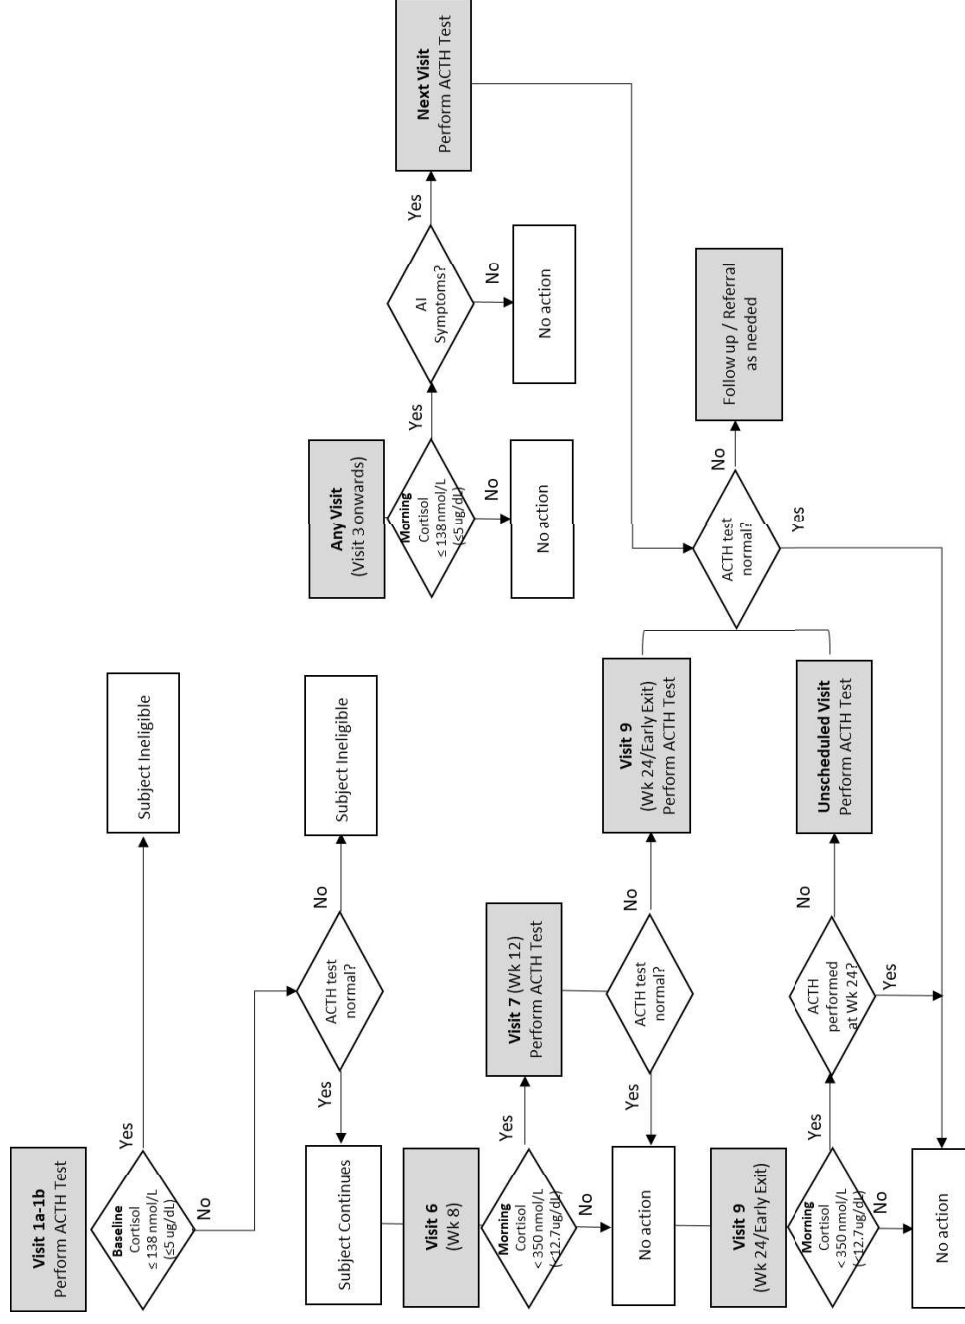 Visit 1a-1b
Perform ACTH Test
Baseline
Cortisol
≤ 138 nmol/L
(≤5 ug/dL)
Yes
Subject Ineligible
No
ACTH test
normal?
No
Subject Ineligible
Yes
Subject Continues
Visit 6
(Wk 8)
Morning
Cortisol
< 350 nmol/L
(<12.7ug/dL)
Yes
Visit 7 (Wk 12)
Perform ACTH Test
No
ACTH test
normal?
Yes
No
No action
Visit 9
(Wk 24/Early Exit)
Perform ACTH Test
Visit 9
(Wk 24/Early Exit)
Morning
Cortisol
< 350 nmol/L
(<12.7ug/dL)
Yes
ACTH
performed
at Wk 24?
No
Unscheduled Visit
Perform ACTH Test
Yes
No
No action
Any Visit
(Visit 3 onwards)
Morning
Cortisol
≤ 138 nmol/L
(≤5 ug/dL)
Yes
No
No action
AI
Symptoms?
Yes
No
No action
Next Visit
Perform ACTH Test
ACTH test
normal?
No
Follow up / Referral
as needed
Yes